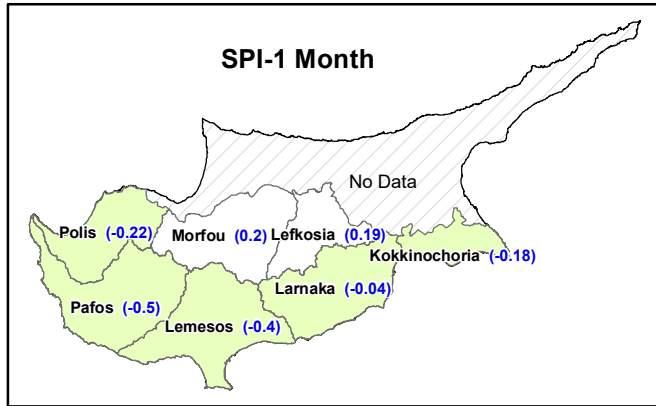 SPI-1 Month
No Data
Polis (-0.22)
Morfou (0.2)
Lefkosia (0.19)
Kokkinochoria (-0.18)
Larnaka (-0.04)
Pafos (-0.5)
Lemesos (-0.4)